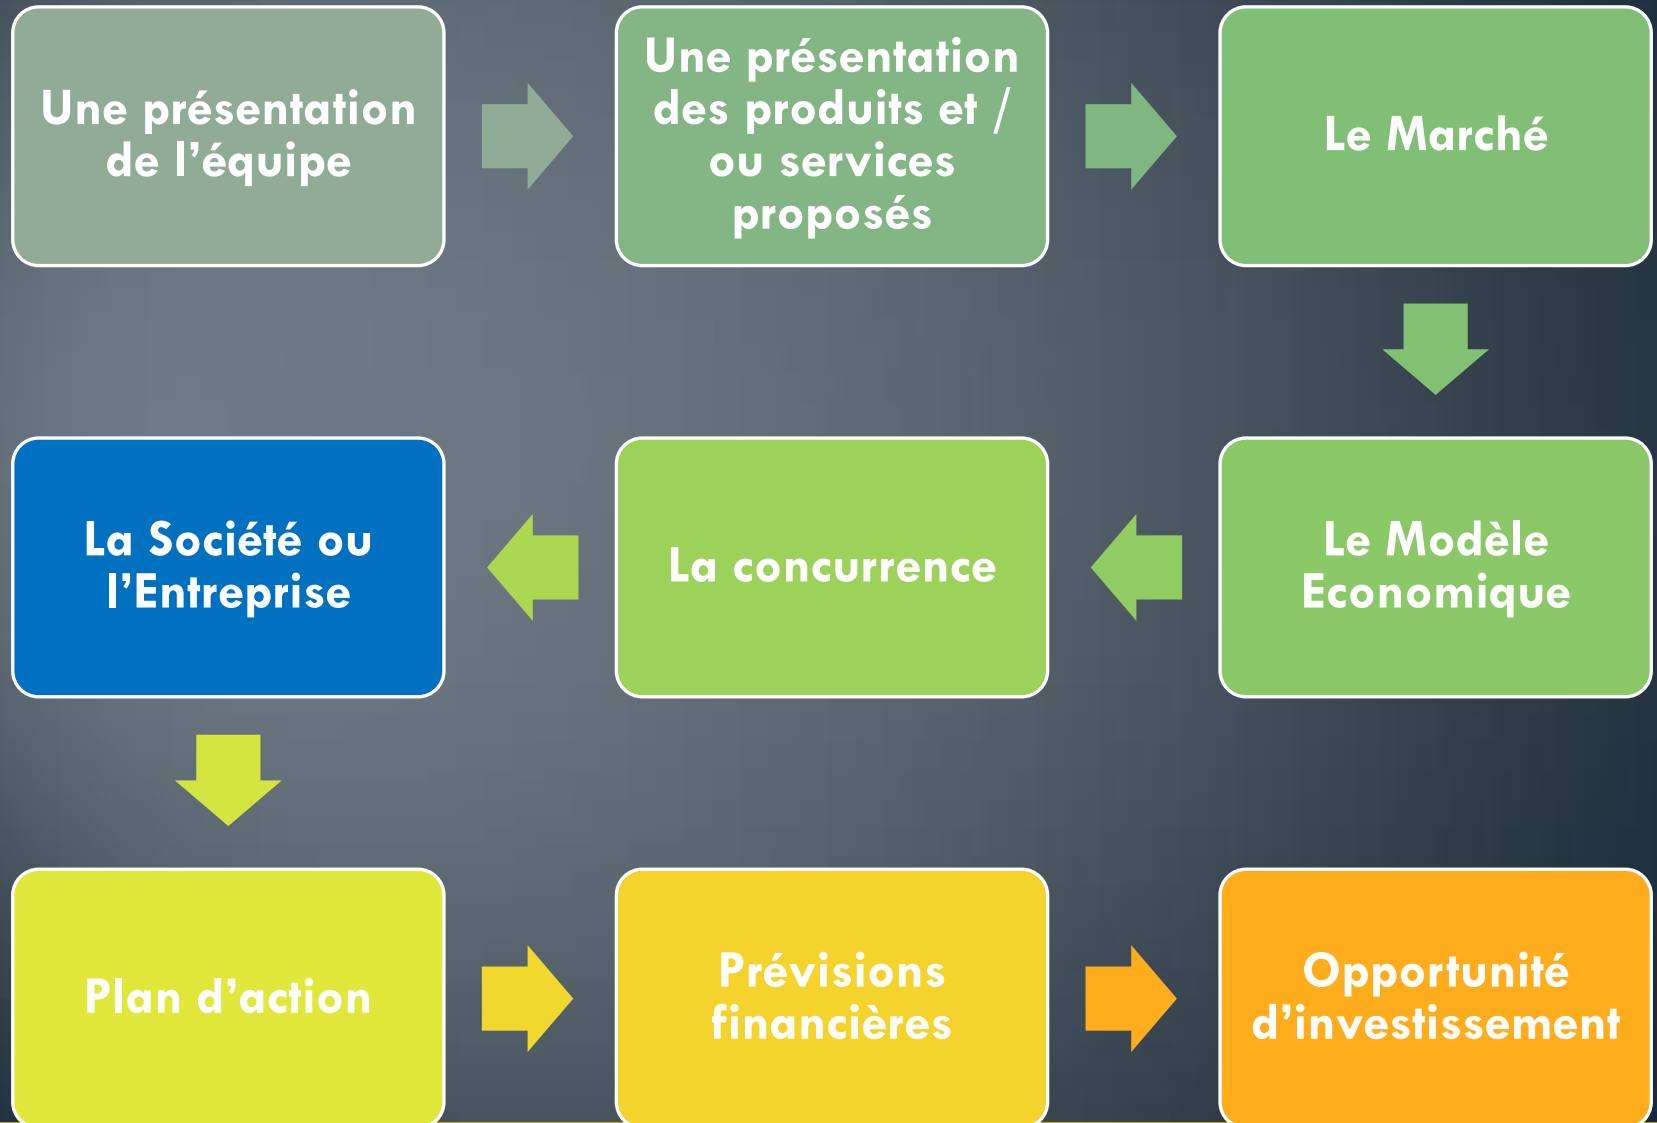 Une présentation
de l’équipe
Une présentation
des produits et /
ou services
proposés
Le Marché
Le Modèle
Economique
La concurrence
La Société ou
l’Entreprise
Plan d’action
Prévisions
financières
Opportunité
d’investissement